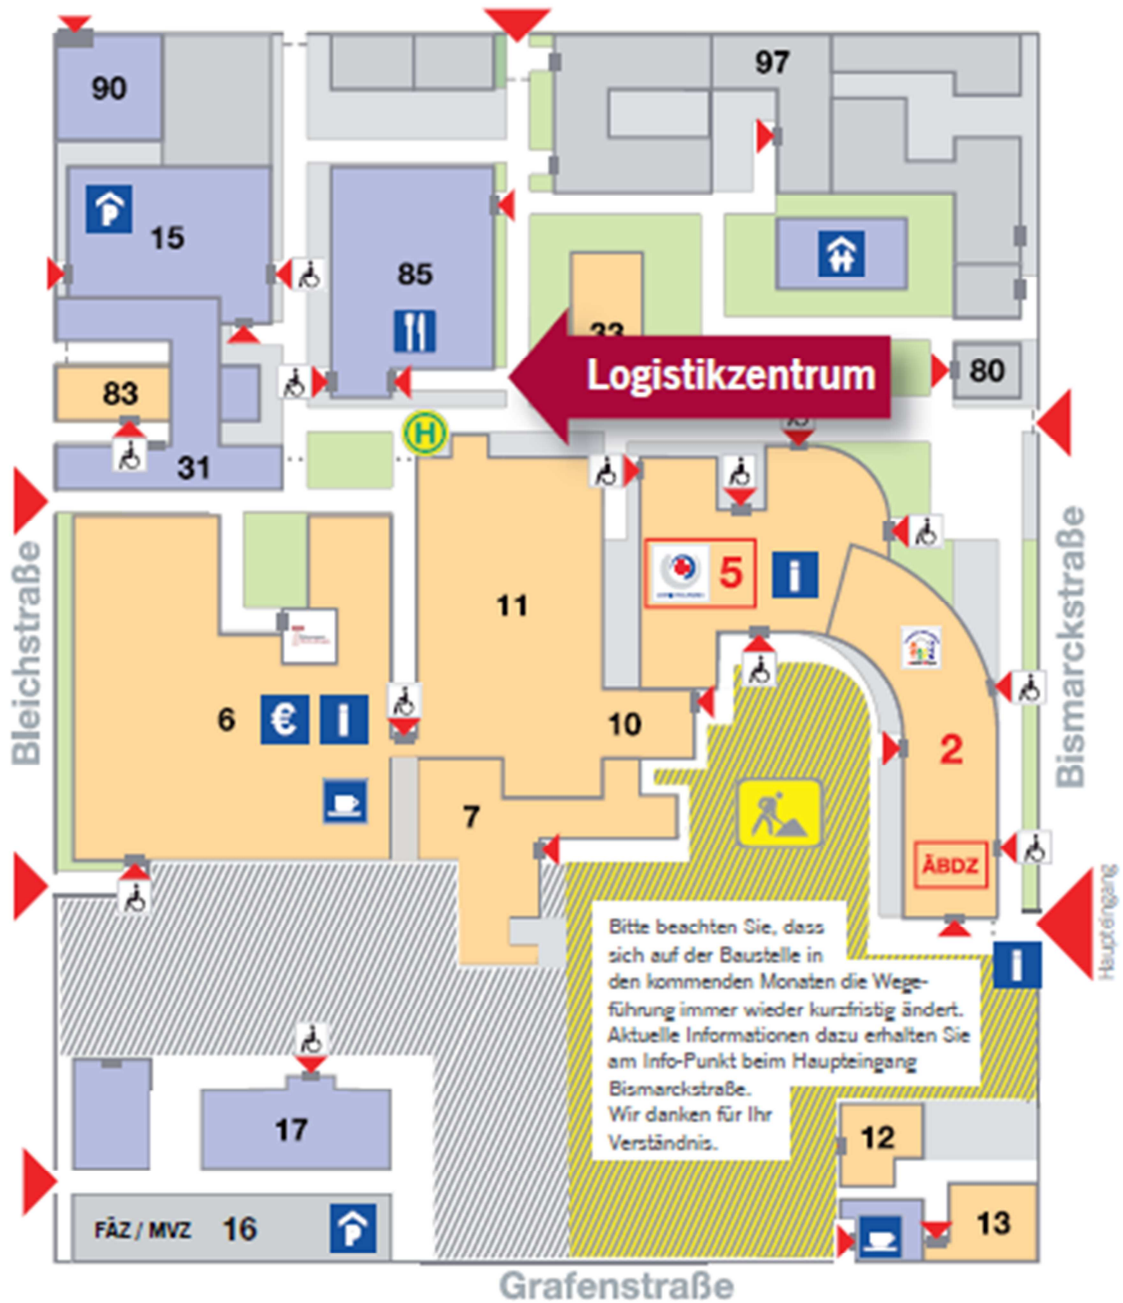 90
97
15
85
33
Logistikzentrum
80
83
H
31
Bleichstraße
Bismarckstraße
5
i
11
6
€
i
10
2
7
ÄBDZ
Haupteingang
i
Bitte beachten Sie, dass
sich auf der Baustelle in
den kommenden Monaten die Wege-
führung immer wieder kurzfristig ändert.
Aktuelle Informationen dazu erhalten Sie
am Info-Punkt beim Haupteingang
Bismarckstraße.
Wir danken für Ihr
Verständnis.
17
12
FÄZ / MVZ 16
P
13
Grafenstraße